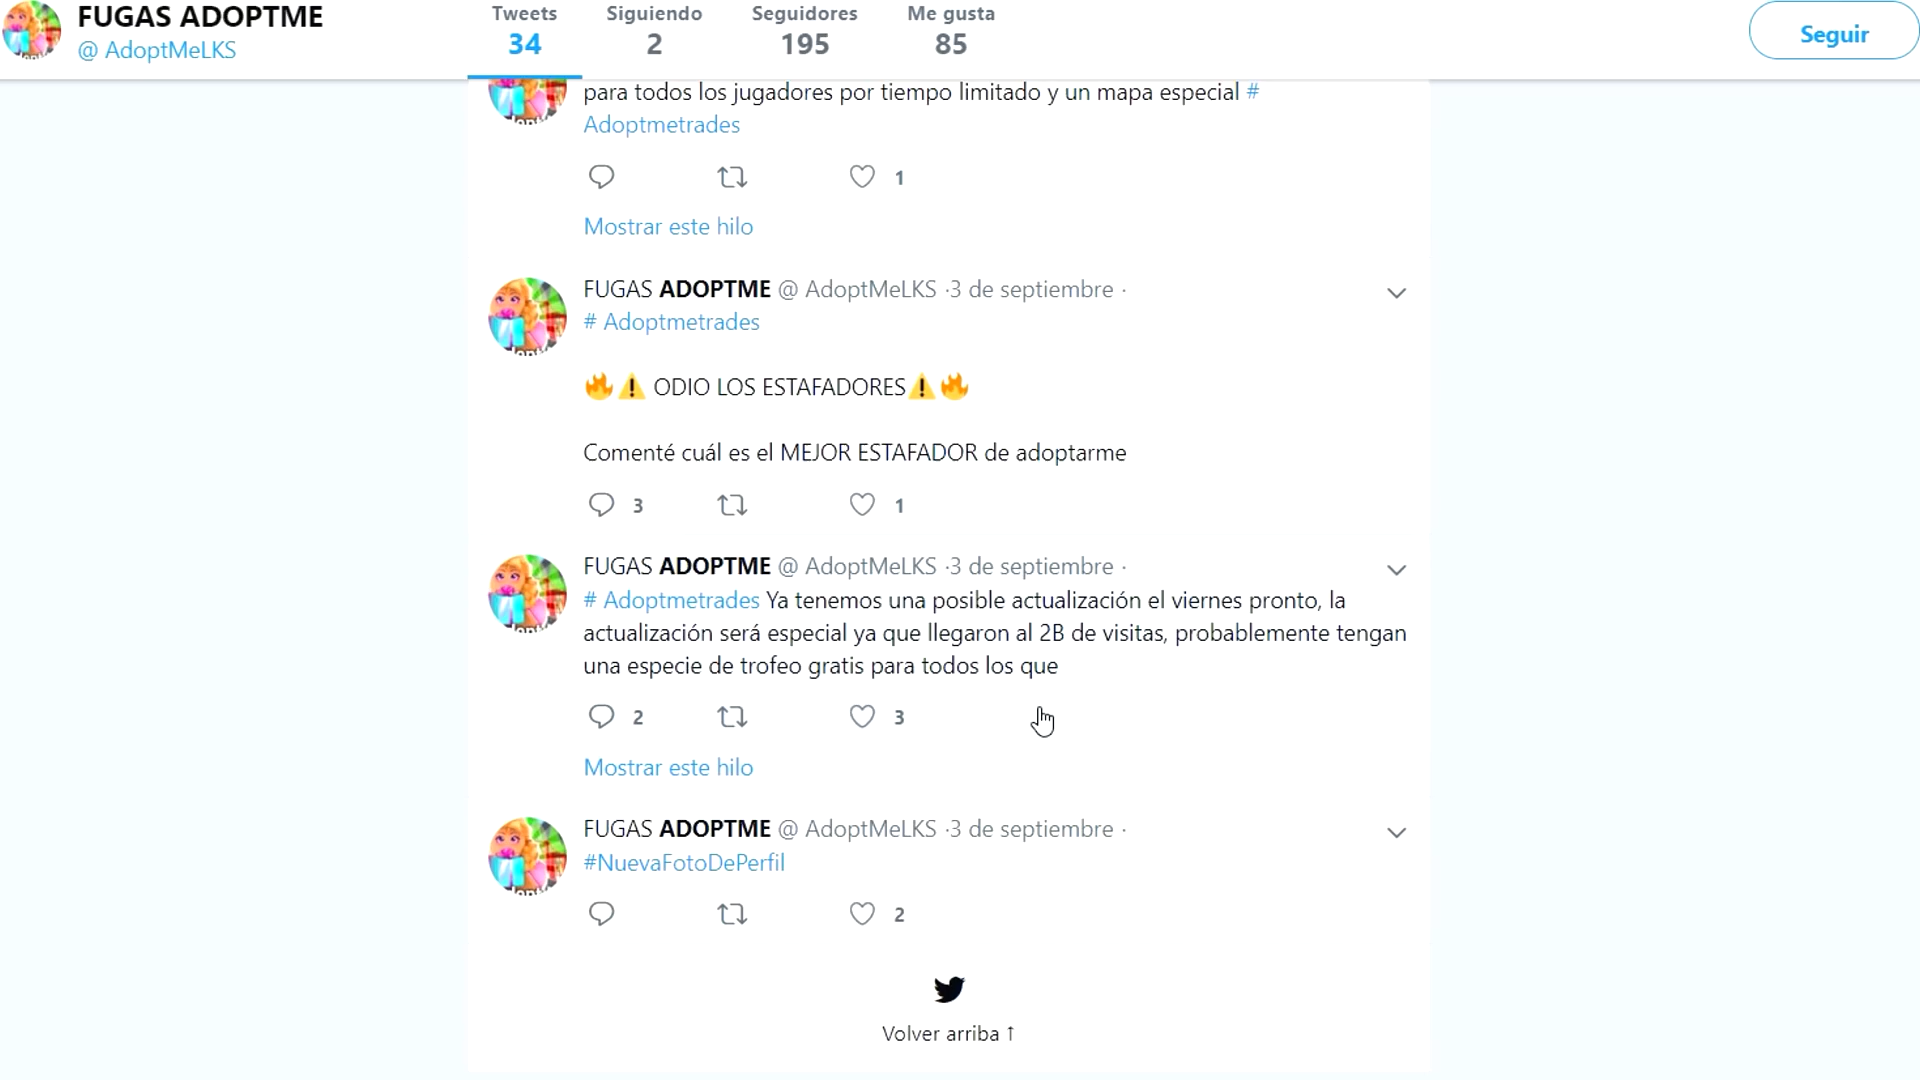 FUGAS ADOPTME
@ AdoptMeLKS
Tweets
34
Siguiendo
2
Seguidores
195
Me gusta
85
Seguir
para todos los jugadores por tiempo limitado y un mapa especial #
Adoptmetrades
1
Mostrar este hilo
FUGAS ADOPTME @ AdoptMeLKS ·3 de septiembre ·
# Adoptmetrades
🔥⚠️ ODIO LOS ESTAFADORES⚠️🔥
Comenté cuál es el MEJOR ESTAFADOR de adoptarme
3 1
FUGAS ADOPTME @ AdoptMeLKS ·3 de septiembre ·
# Adoptmetrades Ya tenemos una posible actualización el viernes pronto, la
actualización será especial ya que llegaron al 2B de visitas, probablemente tengan
una especie de trofeo gratis para todos los que
2 3
Mostrar este hilo
FUGAS ADOPTME @ AdoptMeLKS ·3 de septiembre ·
#NuevaFotoDePerfil
2
Volver arriba ↑